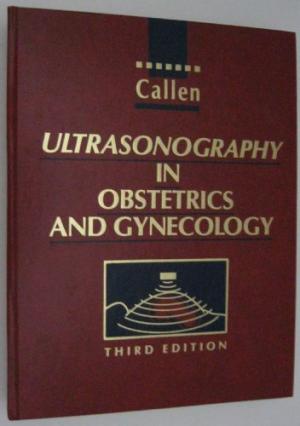 Callen
ULTRASONOGRAPHY
IN
OBSTETRICS
AND GYNECOLOGY
THIRD EDITION